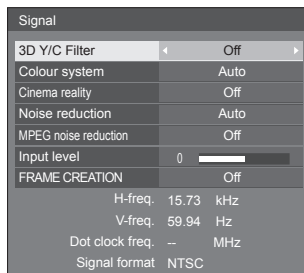 Signal
3D Y/C Filter Off
Colour system Auto
Cinema reality Off
Noise reduction Auto
MPEG noise reduction Off
Input level 0
FRAME CREATION Off
H-freq. 15.73 kHz
V-freq. 59.94 Hz
Dot clock freq. -- MHz
Signal format NTSC